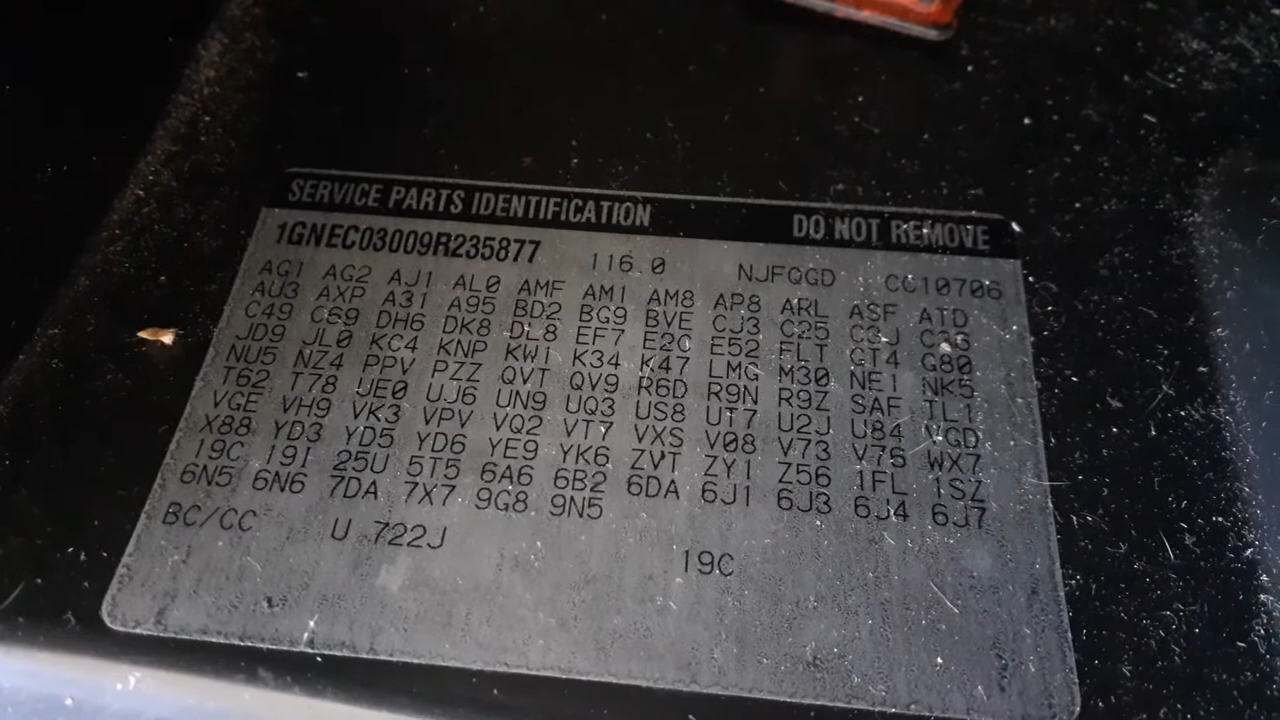 SERVICE PARTS IDENTIFICATION DO NOT REMOVE
1GNEC03009R235877 116.0 NJFQGD CC10706
AG1 AG2 AJ1 AL0 AMF AM1 AM8 AP8 ARL ASF ATD
AU3 AXP A31 A95 BD2 BG9 BVE CJ3 C25 C3J C3S
C49 C69 DH6 DK8 DL8 EF7 E2C E52 FLT GT4 G80
JD9 JL0 KC4 KNP KW1 K34 K47 LMG M30 NE1 NK5
NU5 NZ4 PPV PZZ QVT QV9 R6D R9N R9Z SAF TL1
T62 T78 UE0 UJ6 UN9 UQ3 US8 UT7 U2J U84 VGD
VGE VH9 VK3 VPV VQ2 VT7 VXS V08 V73 V76 WX7
X88 YD3 YD5 YD6 YE9 YK6 ZVT ZY1 Z56 1FL 1SZ
19C 19I 25U 5T5 6A6 6B2 6DA 6J1 6J3 6J4 6J7
6N5 6N6 7DA 7X7 9G8 9N5
BC/CC U 722J 19C